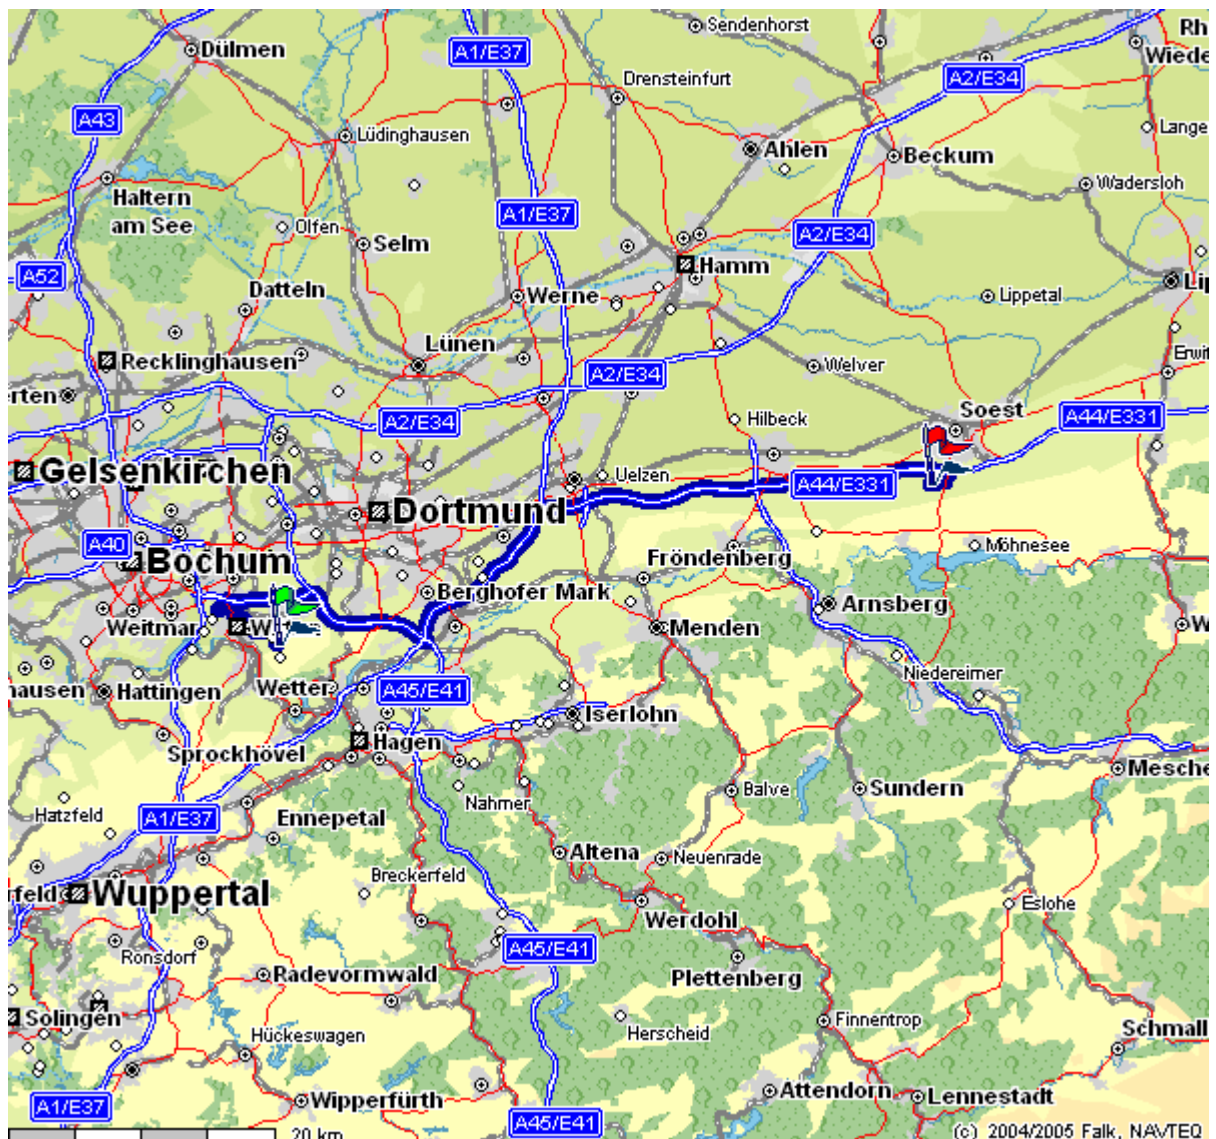 Sendenhorst
Rh
Dülmen
A1/E37
Wiede
Drensteinfurt
A2/E34
A43
Lüdinghausen
Lange
Ahlen
Beckum
Wadersloh
Haltern
am See
Olfen
A1/E37
Selm
A2/E34
A52
Hamm
Lip
Datteln
Werne
Lippetal
Lünen
Recklinghausen
Erwit
A2/E34
Welver
erten
Hilbeck
Soest
A44/E331
A2/E34
Gelsenkirchen
Uelzen
A44/E331
Dortmund
A40
Bochum
Fröndenberg
Möhnesee
Berghofer Mark
Arnsberg
Weitmar
W
Menden
W
Niedereimer
hausen
Hattingen
Wetter
A45/E41
Iserlohn
Sprockhövel
Hagen
Mesche
Hatzfeld
Nahmer
Balve
Sundern
A1/E37
Ennepetal
Altena
Neuenrade
Breckerfeld
rfeld
Wuppertal
Werdohl
Eslohe
Ronsdorf
A45/E41
Radevormwald
Plettenberg
Solingen
Herscheid
Finnentrop
Schmall
Hückeswagen
Attendorn
Lennestadt
A1/E37
Wipperfürth
A45/E41
20 km
(c) 2004/2005 Falk, NAVTEQ